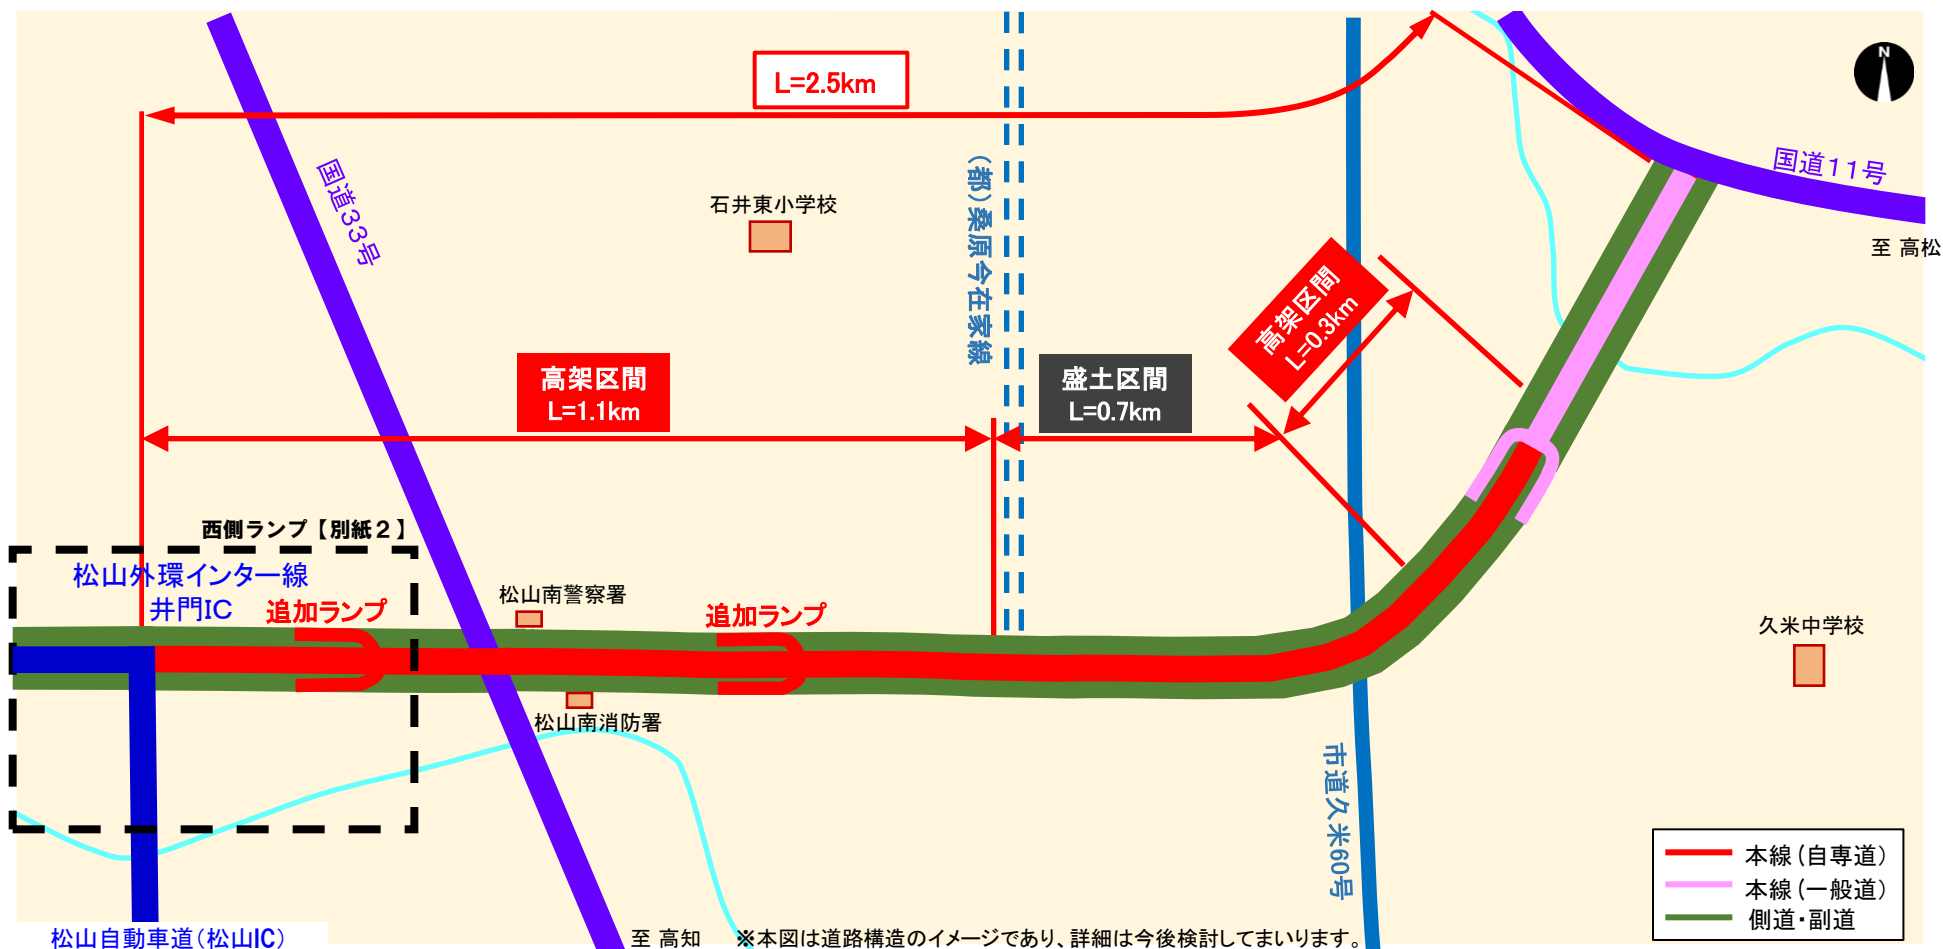 L=2.5km
N
国道33号
石井東小学校
(都)桑原今在家線
国道11号
至 高松
高架区間
L=0.3km
高架区間
L=1.1km
盛土区間
L=0.7km
西側ランプ【別紙２】
松山外環インター線
井門IC
追加ランプ
松山南警察署
追加ランプ
久米中学校
松山南消防署
市道久米60号
本線(自専道)
本線(一般道)
側道・副道
松山自動車道(松山IC)
至 高知
※本図は道路構造のイメージであり、詳細は今後検討してまいります。